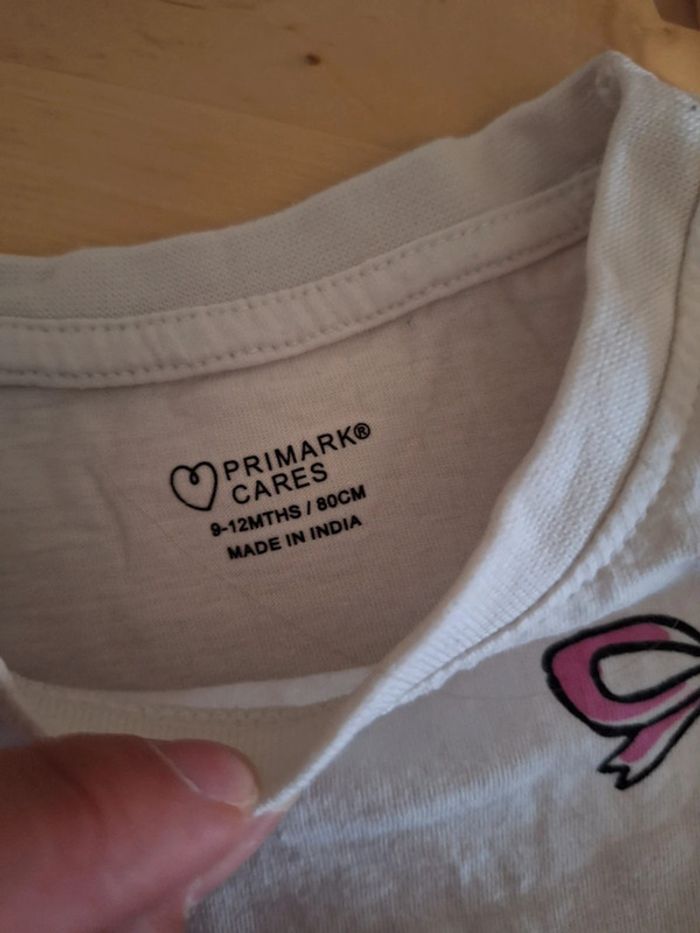 PRIMARK®
CARES
9-12MTHS / 80CM
MADE IN INDIA